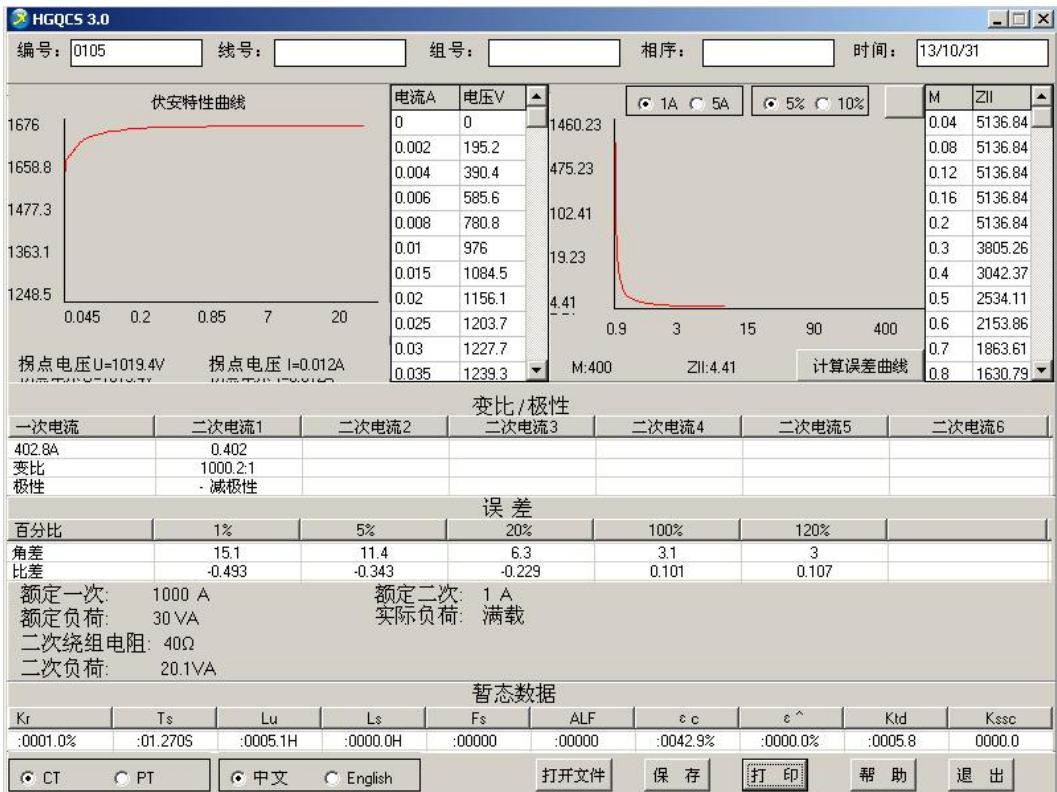 HGQCS 3.0
编号: 0105 线号: 组号: 相序: 时间: 13/10/31
伏安特性曲线
1676
1658.8
1477.3
1363.1
1248.5
0.045 0.2 0.85 7 20
拐点电压U=1019.4V 拐点电压 I=0.012A
电流A 电压V
0 0
0.002 195.2
0.004 390.4
0.006 585.6
0.008 780.8
0.01 976
0.015 1084.5
0.02 1156.1
0.025 1203.7
0.03 1227.7
0.035 1239.3
1A 5A 5% 10%
1460.23
475.23
102.41
19.23
4.41
0.9 3 15 90 400
M:400 ZII:4.41 计算误差曲线
M ZII
0.04 5136.84
0.08 5136.84
0.12 5136.84
0.16 5136.84
0.2 5136.84
0.3 3805.26
0.4 3042.37
0.5 2534.11
0.6 2153.86
0.7 1863.61
0.8 1630.79
变比/极性
一次电流 二次电流1 二次电流2 二次电流3 二次电流4 二次电流5 二次电流6
402.8A 0.402
变比 1000.2:1
极性 - 减极性
误 差
百分比 1% 5% 20% 100% 120%
角差 15.1 11.4 6.3 3.1 3
比差 -0.493 -0.343 -0.229 0.101 0.107
额定一次: 1000 A 额定二次: 1 A
额定负荷: 30 VA 实际负荷: 满载
二次绕组电阻: 40Ω
二次负荷: 20.1VA
暂态数据
Kr Ts Lu Ls Fs ALF ε c ε ^ Ktd Kssc
:0001.0% :01.270S :0005.1H :0000.0H :00000 :00000 :0042.9% :0000.0% :0005.8 0000.0
CT PT 中文 English 打开文件 保 存 打 印 帮 助 退 出